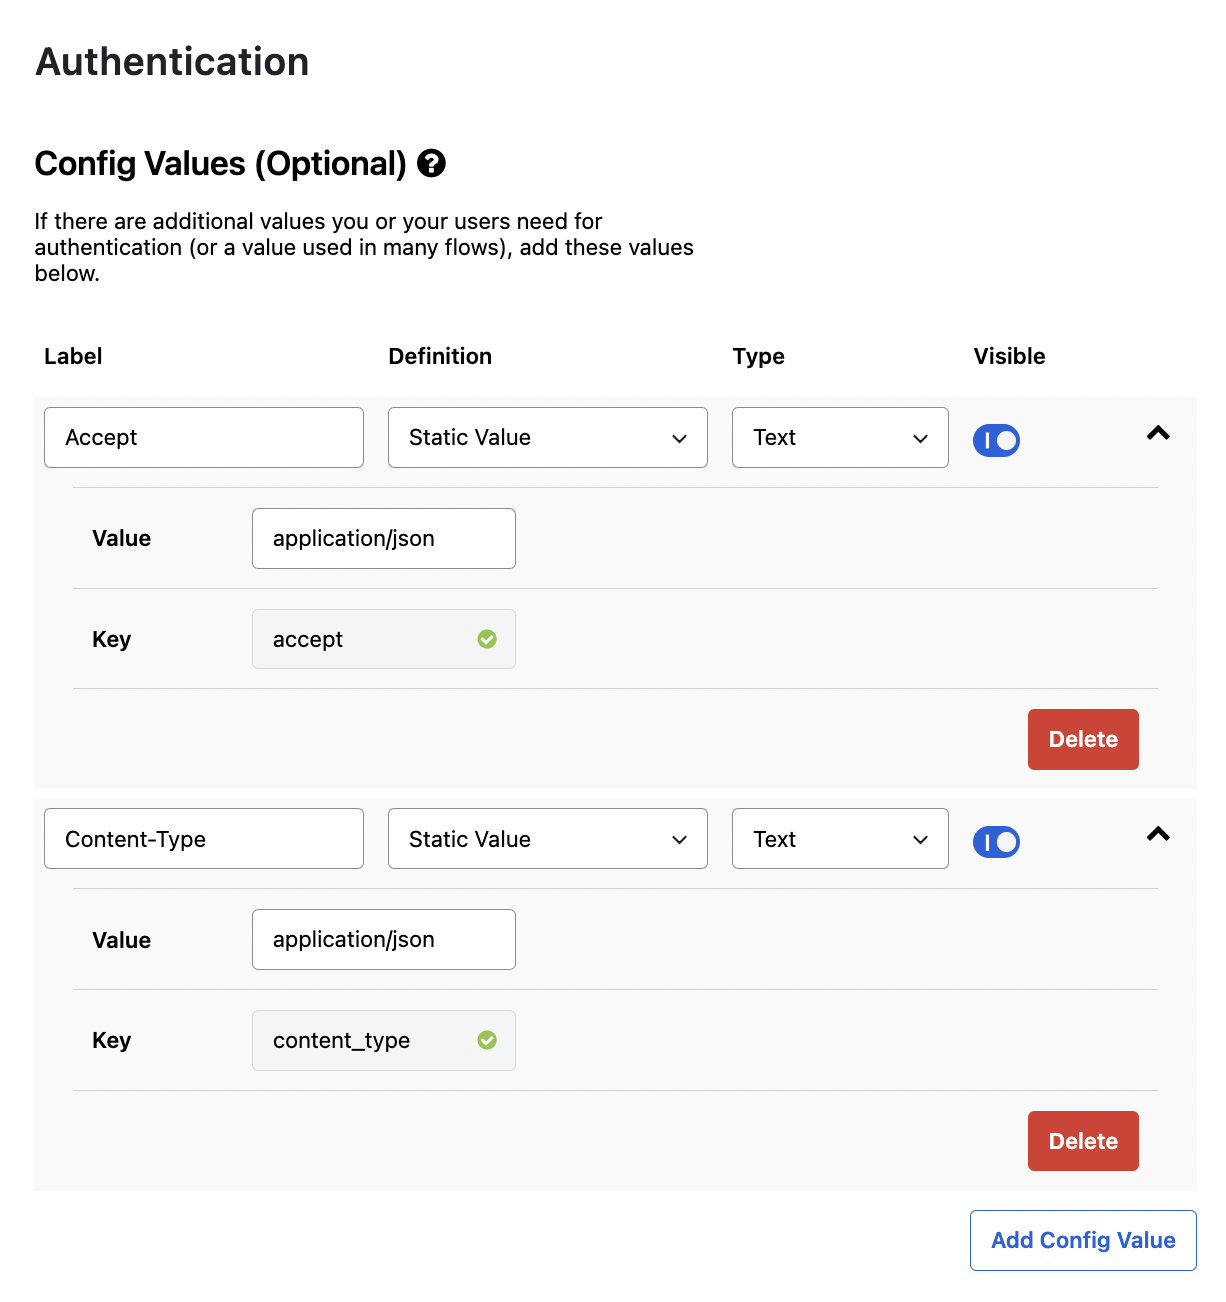 Authentication
Config Values (Optional) ?
If there are additional values you or your users need for
authentication (or a value used in many flows), add these values
below.
Label Definition Type Visible
Accept Static Value Text
Value application/json
Key accept
Delete
Content-Type Static Value Text
Value application/json
Key content_type
Delete
Add Config Value